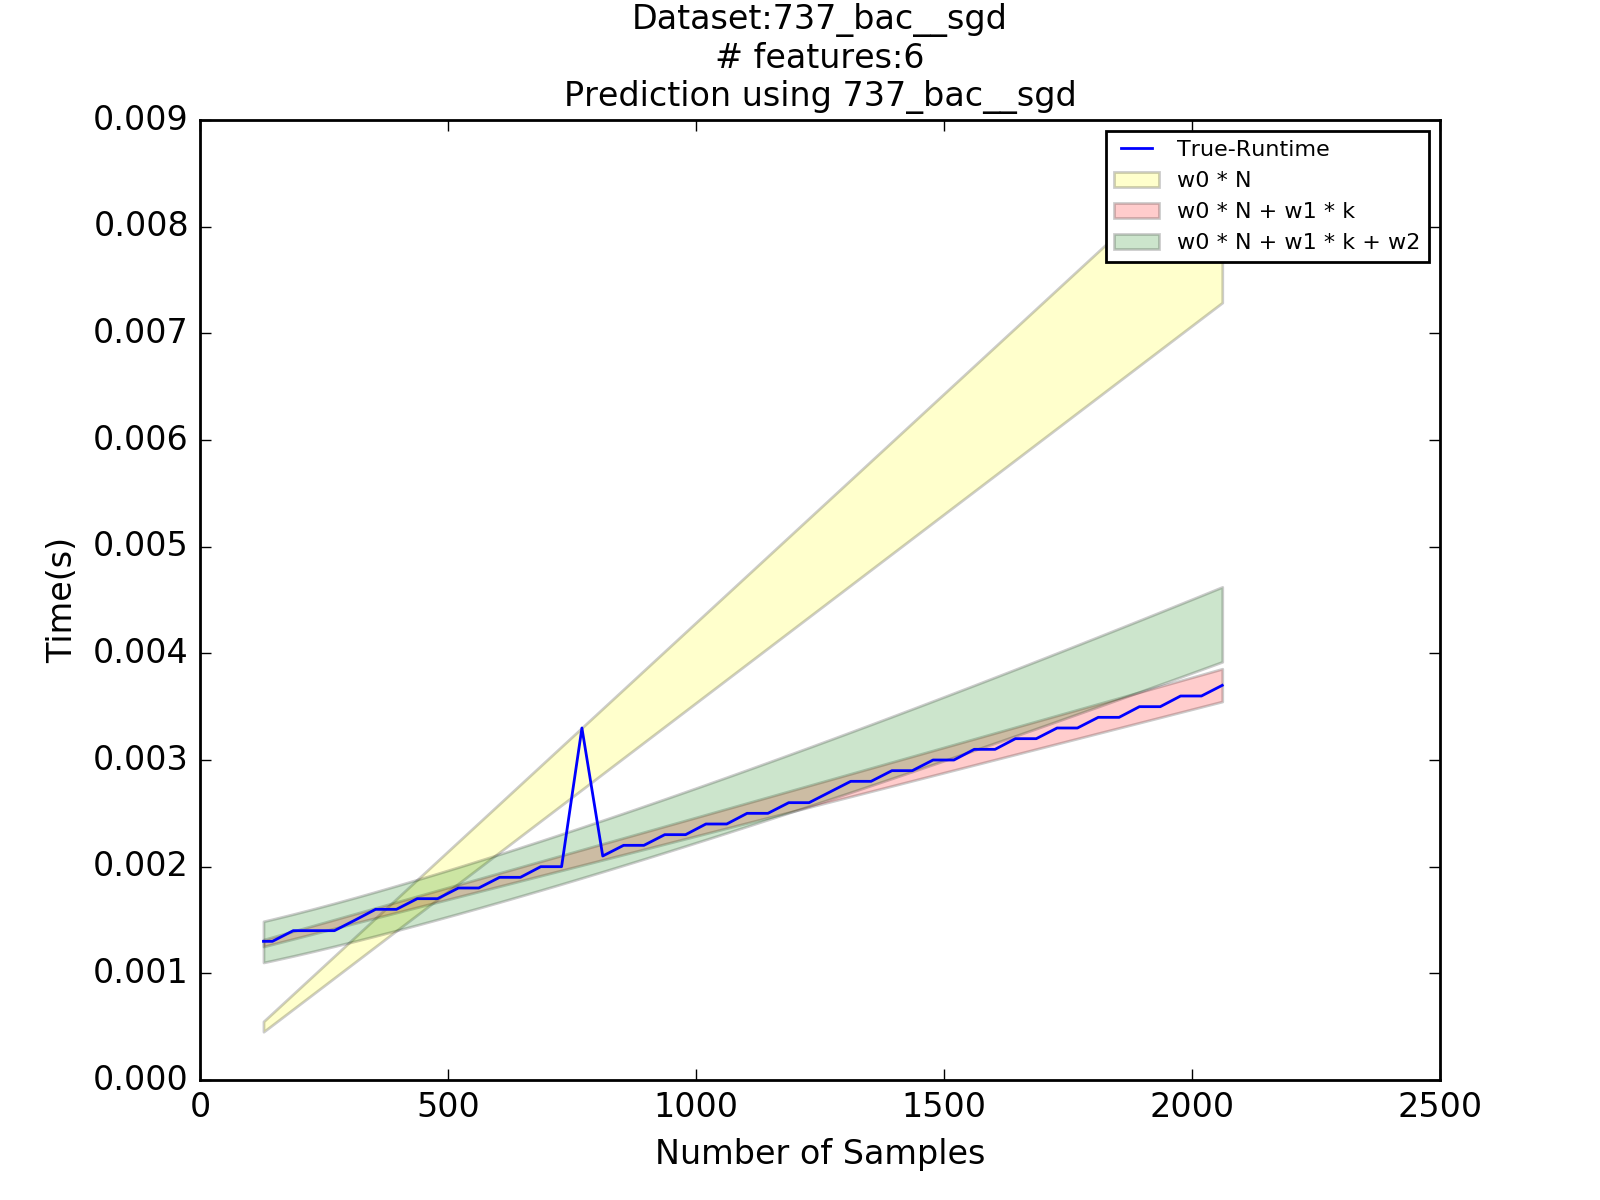 Dataset:737_bac__sgd
# features:6
Prediction using 737_bac__sgd
0.009
0.008
0.007
0.006
0.005
0.004
0.003
0.002
0.001
0.000
Time(s)
True-Runtime
w0 * N
w0 * N + w1 * k
w0 * N + w1 * k + w2
0 500 1000 1500 2000 2500
Number of Samples